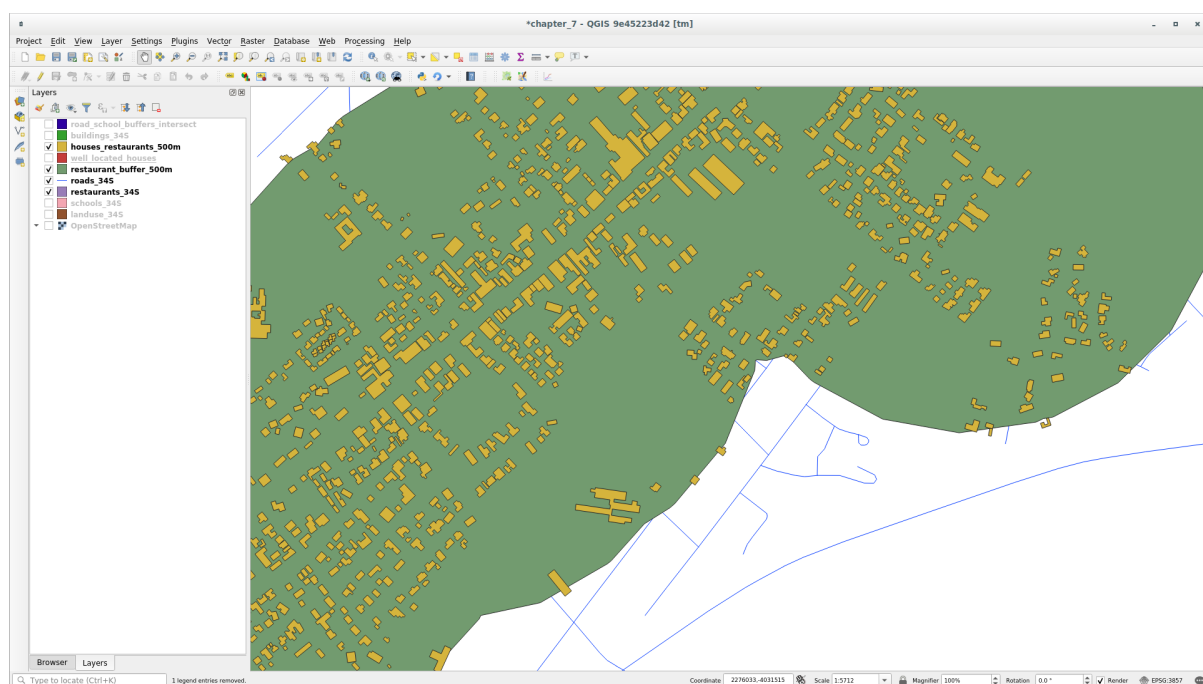 *chapter_7 - QGIS 9e45223d42 [tm]
Project Edit View Layer Settings Plugins Vector Raster Database Web Processing Help
Layers
road_school_buffers_intersect
buildings_34S
houses_restaurants_500m
well_located_houses
restaurant_buffer_500m
roads_34S
restaurants_34S
schools_34S
landuse_34S
OpenStreetMap
Browser Layers
Type to locate (Ctrl+K) 1 legend entries removed. Coordinate 2276033,-4031515 Scale 1:5712 Magnifier 100% Rotation 0.0 ° Render EPSG:3857